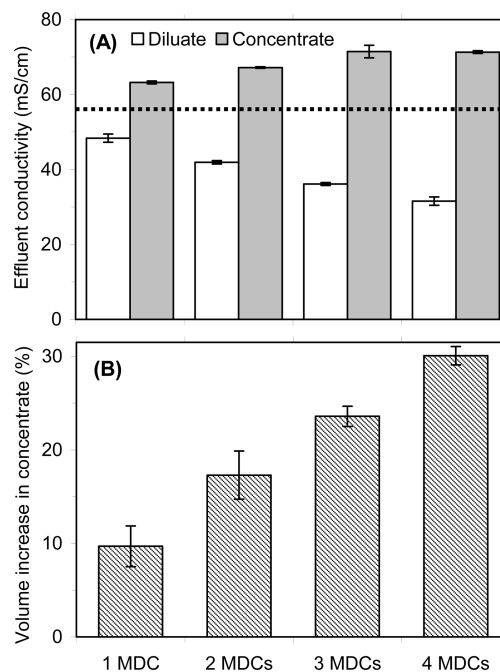 (A)
Diluate
Concentrate
Effluent conductivity (mS/cm)
80
60
40
20
0
(B)
Volume increase in concentrate (%)
30
20
10
0
1 MDC
2 MDCs
3 MDCs
4 MDCs